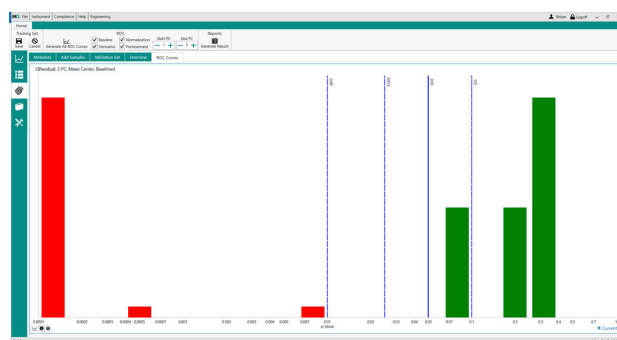 File Instrument Compliance Help Engineering Logoff
Home
Training Set ROC Reports
Baseline Normalization Start PC End PC
Save Cancel Generate All ROC Curves Derivative Pretreatment 1 5 Generate Report
MetaData Add Samples Validation Set Overview ROC Curves
QResidual: 2 PC, Mean Center, Baselined
0.0001 0.0002 0.0003 0.0004 0.0005 0.0007 0.001 0.002 0.003 0.004 0.005 0.007 0.01 0.02 0.03 0.04 0.05 0.07 0.1 0.2 0.3 0.4 0.5 0.7
p Value
Current